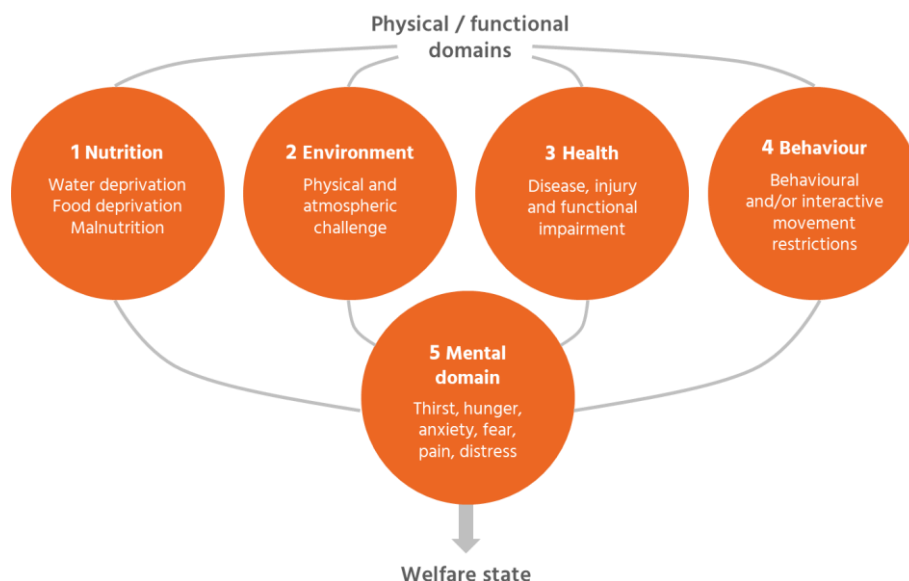 Physical / functional
domains
1 Nutrition
Water deprivation
Food deprivation
Malnutrition
2 Environment
Physical and
atmospheric
challenge
3 Health
Disease, injury
and functional
impairment
4 Behaviour
Behavioural
and/or interactive
movement
restrictions
5 Mental
domain
Thirst, hunger,
anxiety, fear,
pain, distress
Welfare state